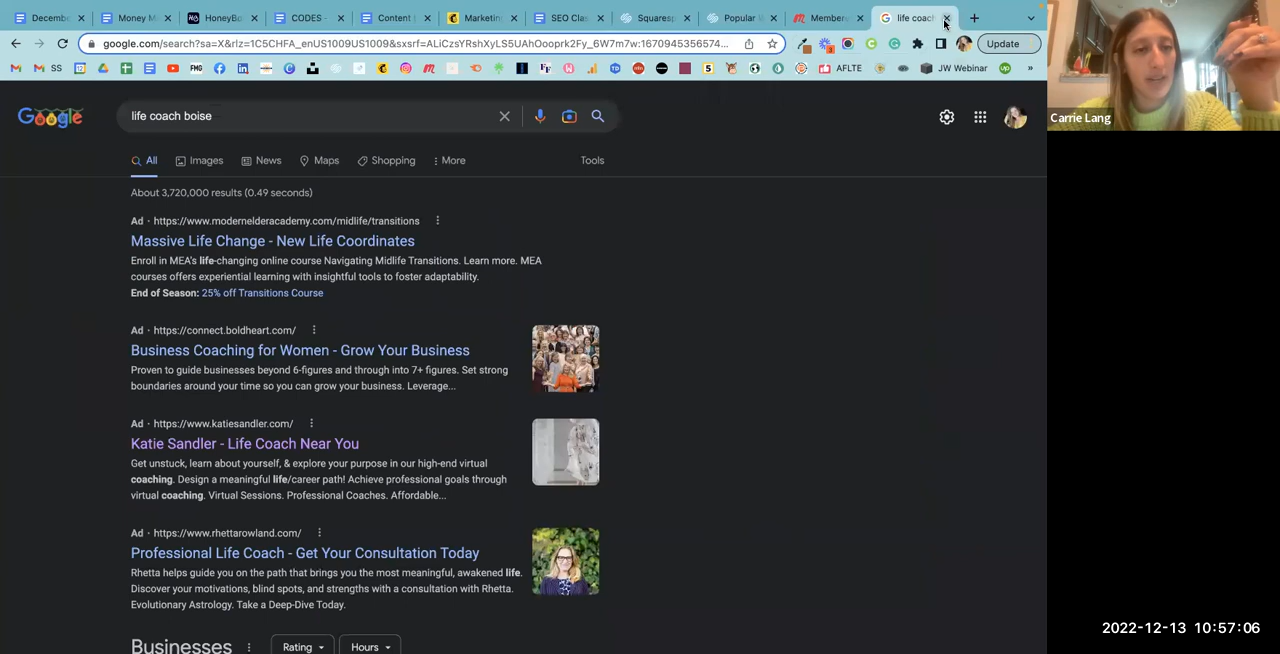 Decembe
Money M
HoneyBo
CODES -
Content
Marketin
SEO Clas
Squaresp
Popular
Member
life coach
google.com/search?sa=X&rlz=1C5CHFA_enUS1009US1009&sxsrf=ALiCzsYRshXyLS5UAhOooprk2Fy_6W7m7w:1670945356574...
Update
SS
FMG
AFLTE
JW Webinar
»
Carrie Lang
Google
life coach boise
All
Images
News
Maps
Shopping
More
Tools
About 3,720,000 results (0.49 seconds)
Ad · https://www.modernelderacademy.com/midlife/transitions
Massive Life Change - New Life Coordinates
Enroll in MEA's life-changing online course Navigating Midlife Transitions. Learn more. MEA
courses offers experiential learning with insightful tools to foster adaptability.
End of Season: 25% off Transitions Course
Ad · https://connect.boldheart.com/
Business Coaching for Women - Grow Your Business
Proven to guide businesses beyond 6-figures and through into 7+ figures. Set strong
boundaries around your time so you can grow your business. Leverage...
Ad · https://www.katiesandler.com/
Katie Sandler - Life Coach Near You
Get unstuck, learn about yourself, & explore your purpose in our high-end virtual
coaching. Design a meaningful life/career path! Achieve professional goals through
virtual coaching. Virtual Sessions. Professional Coaches. Affordable...
Ad · https://www.rhettarowland.com/
Professional Life Coach - Get Your Consultation Today
Rhetta helps guide you on the path that brings you the most meaningful, awakened life.
Discover your motivations, blind spots, and strengths with a consultation with Rhetta.
Evolutionary Astrology. Take a Deep-Dive Today.
Businesses
Rating
Hours
2022-12-13 10:57:06